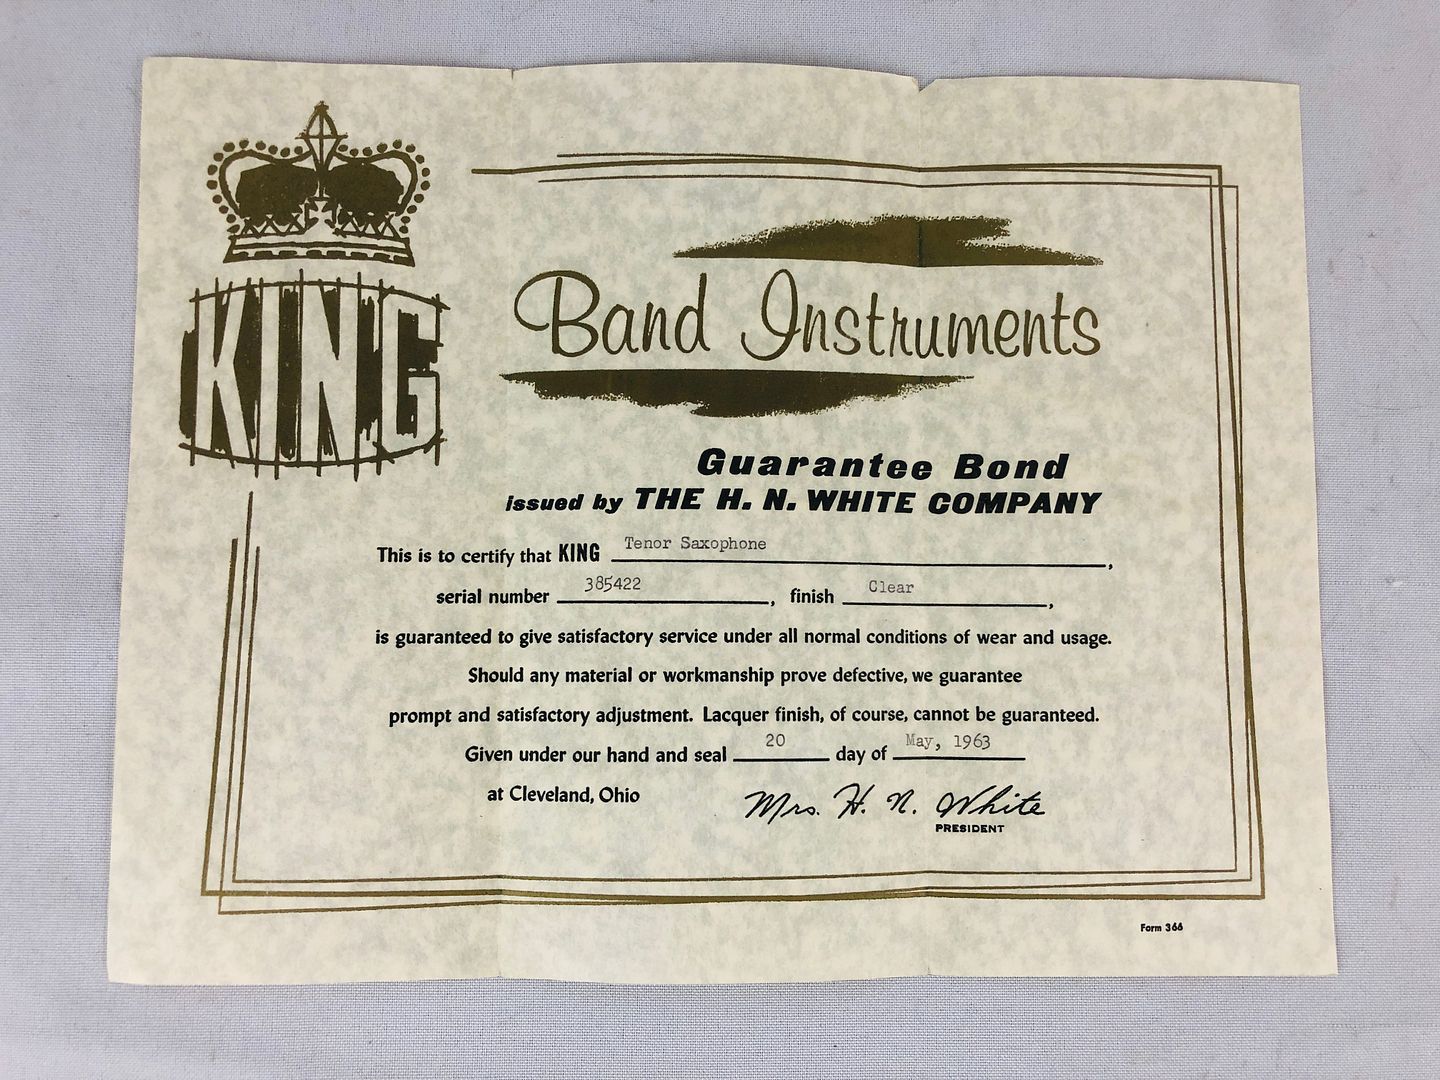 KING
Band Instruments
Guarantee Bond
issued by THE H. N. WHITE COMPANY
This is to certify that KING Tenor Saxophone,
serial number 385422, finish Clear,
is guaranteed to give satisfactory service under all normal conditions of wear and usage.
Should any material or workmanship prove defective, we guarantee
prompt and satisfactory adjustment. Lacquer finish, of course, cannot be guaranteed.
Given under our hand and seal 20 day of May, 1963
at Cleveland, Ohio Mrs. H. N. White
PRESIDENT
Form 366